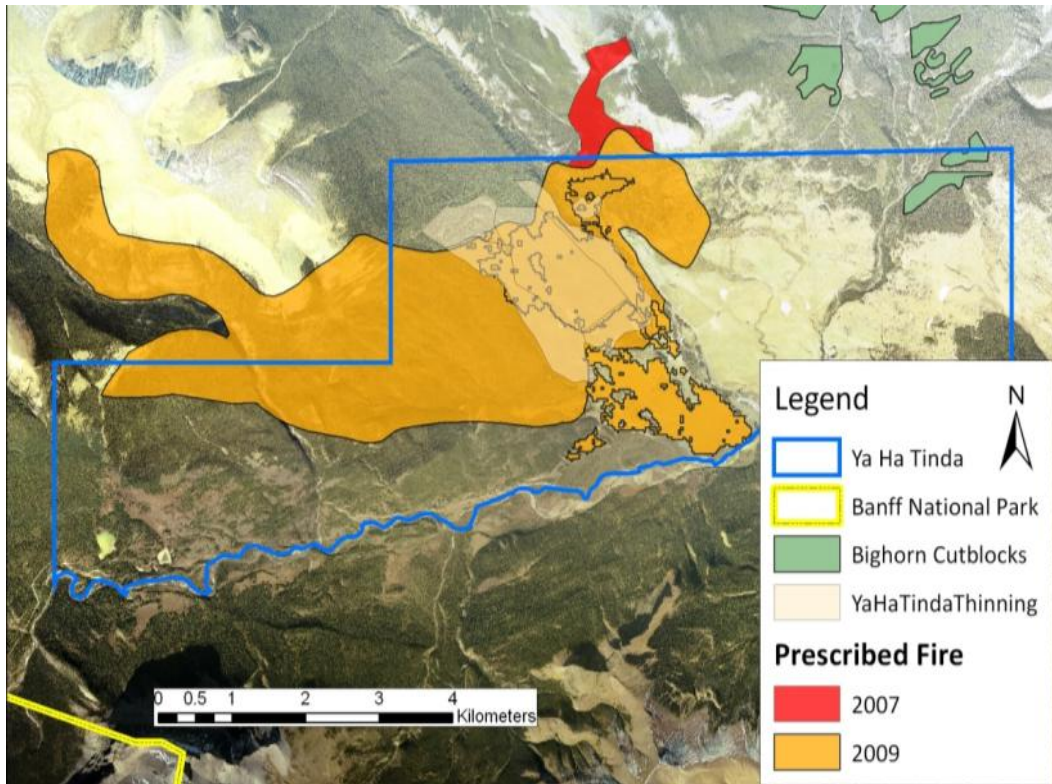 Legend
N
Ya Ha Tinda
Banff National Park
Bighorn Cutblocks
YaHaTindaThinning
Prescribed Fire
2007
2009
0 0.5 1 2 3 4
Kilometers